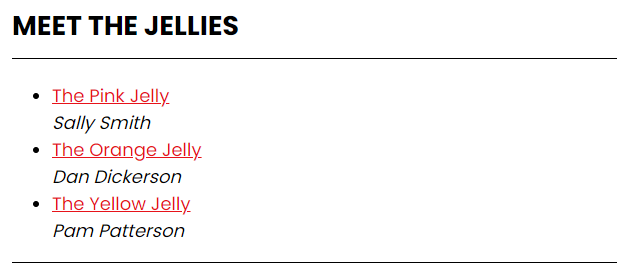 MEET THE JELLIES
The Pink Jelly
Sally Smith
The Orange Jelly
Dan Dickerson
The Yellow Jelly
Pam Patterson